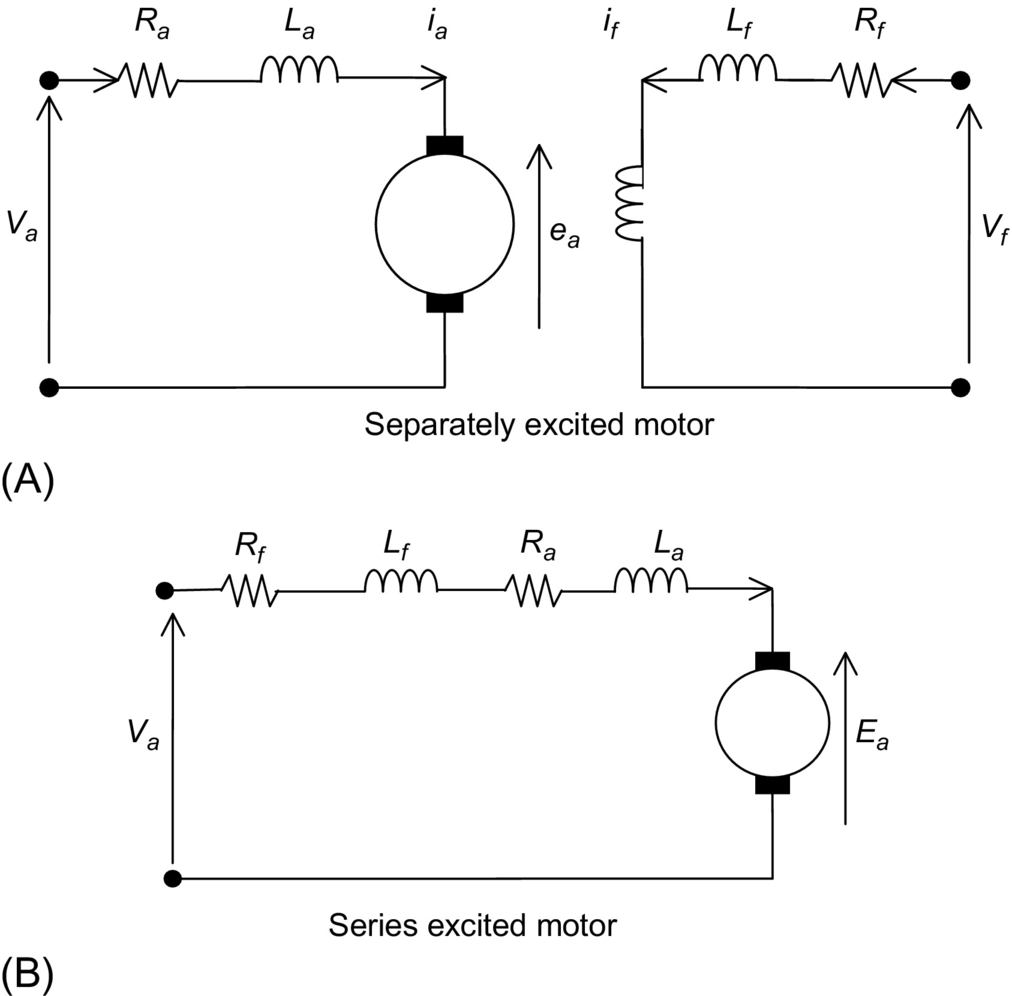 Ra La ia if Lf Rf
Va ea Vf
Separately excited motor
(A)
Rf Lf Ra La
Va Ea
Series excited motor
(B)